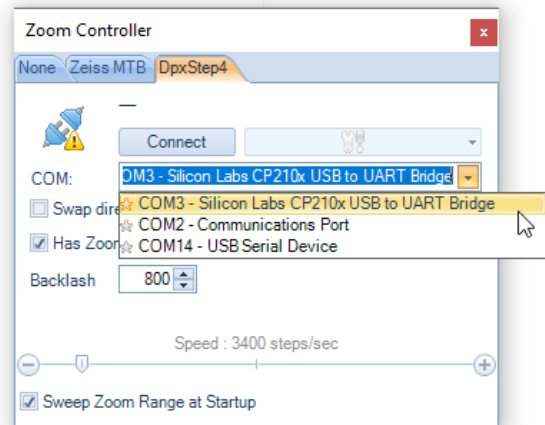 Zoom Controller
x
None Zeiss MTB DpxStep4
—
Connect
COM: OM3 - Silicon Labs CP210x USB to UART Bridge
Swap dire
COM3 - Silicon Labs CP210x USB to UART Bridge
COM2 - Communications Port
Has Zoom
COM14 - USB Serial Device
Backlash 800
Speed : 3400 steps/sec
Sweep Zoom Range at Startup